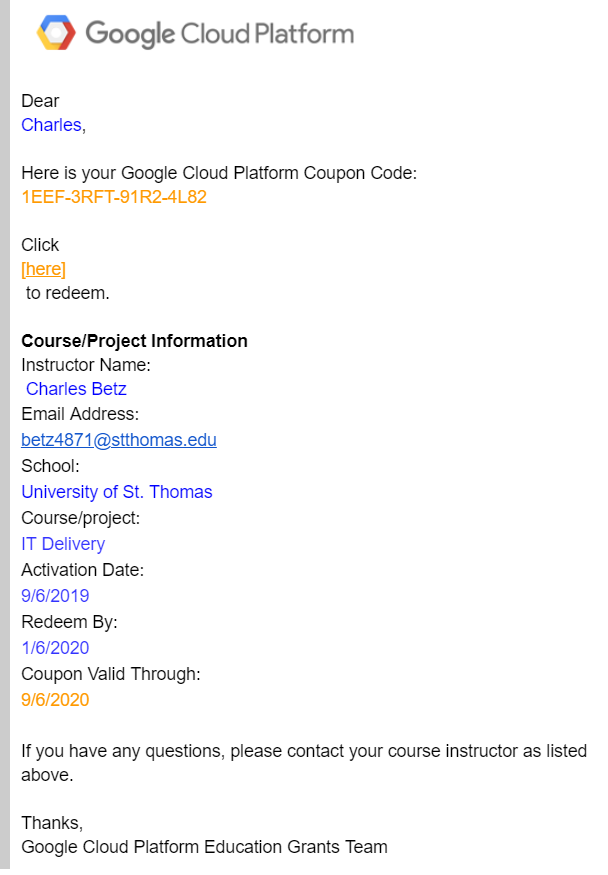 Google Cloud Platform
Dear
Charles,
Here is your Google Cloud Platform Coupon Code:
1EEF-3RFT-91R2-4L82
Click
[here]
to redeem.
Course/Project Information
Instructor Name:
Charles Betz
Email Address:
betz4871@stthomas.edu
School:
University of St. Thomas
Course/project:
IT Delivery
Activation Date:
9/6/2019
Redeem By:
1/6/2020
Coupon Valid Through:
9/6/2020
If you have any questions, please contact your course instructor as listed
above.
Thanks,
Google Cloud Platform Education Grants Team